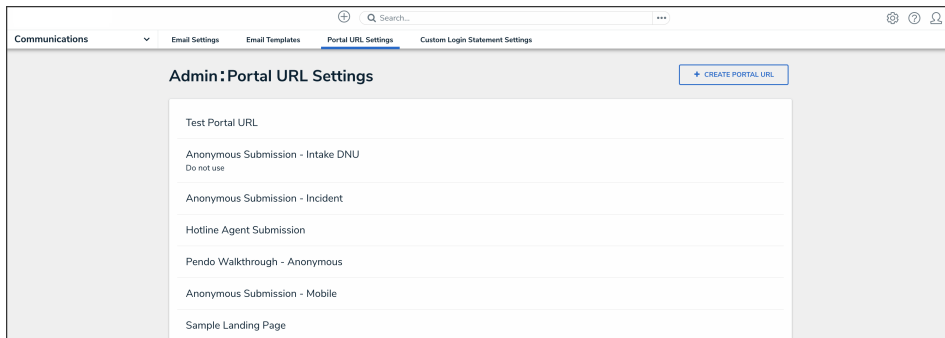 Search...
Communications
Email Settings
Email Templates
Portal URL Settings
Custom Login Statement Settings
Admin:Portal URL Settings
+ CREATE PORTAL URL
Test Portal URL
Anonymous Submission - Intake DNU
Do not use
Anonymous Submission - Incident
Hotline Agent Submission
Pendo Walkthrough - Anonymous
Anonymous Submission - Mobile
Sample Landing Page